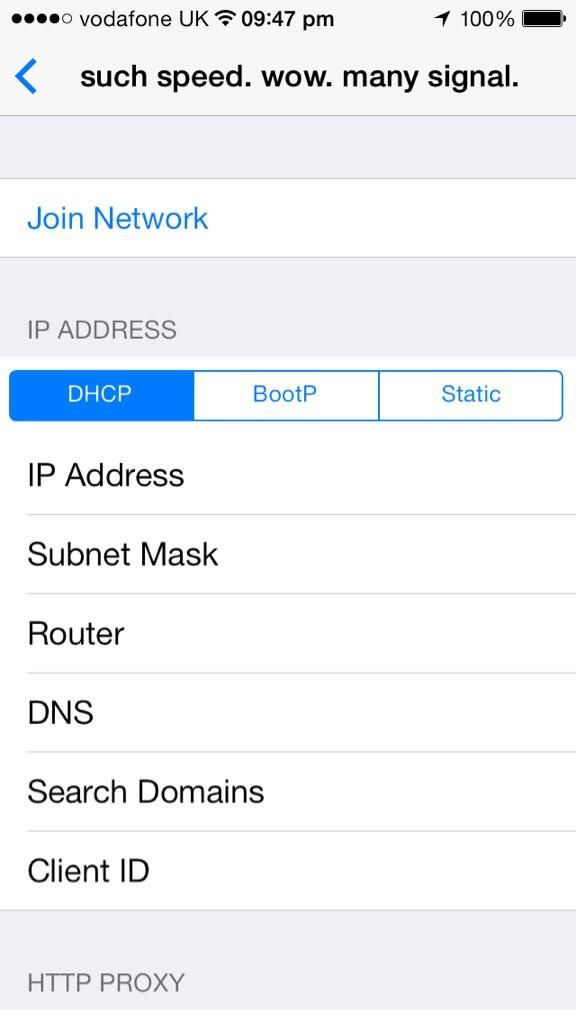 vodafone UK 09:47 pm 100%
such speed. wow. many signal.
Join Network
IP ADDRESS
DHCP BootP Static
IP Address
Subnet Mask
Router
DNS
Search Domains
Client ID
HTTP PROXY